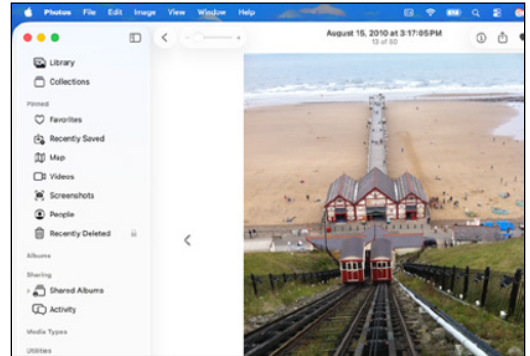 Photos File Edit Image View Window Help
August 15, 2010 at 3:17:05 PM
13 of 80
Library
Collections
Pinned
Favorites
Recently Saved
Map
Videos
Screenshots
People
Recently Deleted
Albums
Sharing
Shared Albums
Activity
Media Types
Utilities